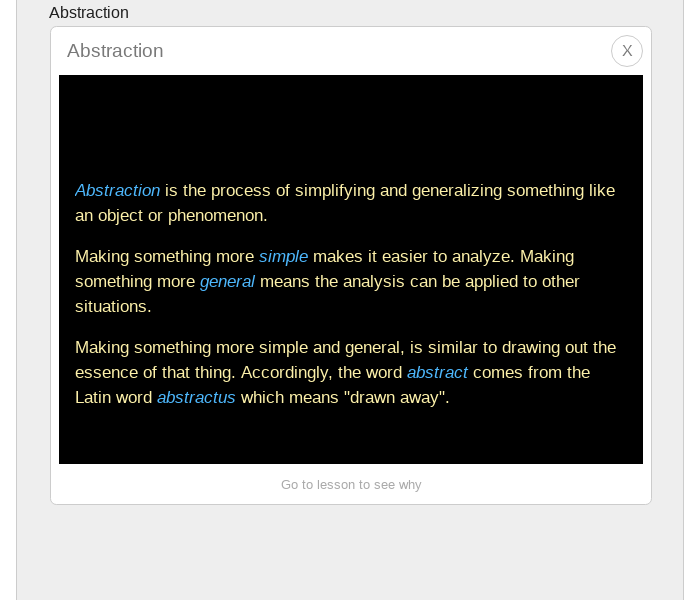 Abstraction
Abstraction
X
Abstraction is the process of simplifying and generalizing something like
an object or phenomenon.
Making something more simple makes it easier to analyze. Making
something more general means the analysis can be applied to other
situations.
Making something more simple and general, is similar to drawing out the
essence of that thing. Accordingly, the word abstract comes from the
Latin word abstractus which means "drawn away".
Go to lesson to see why